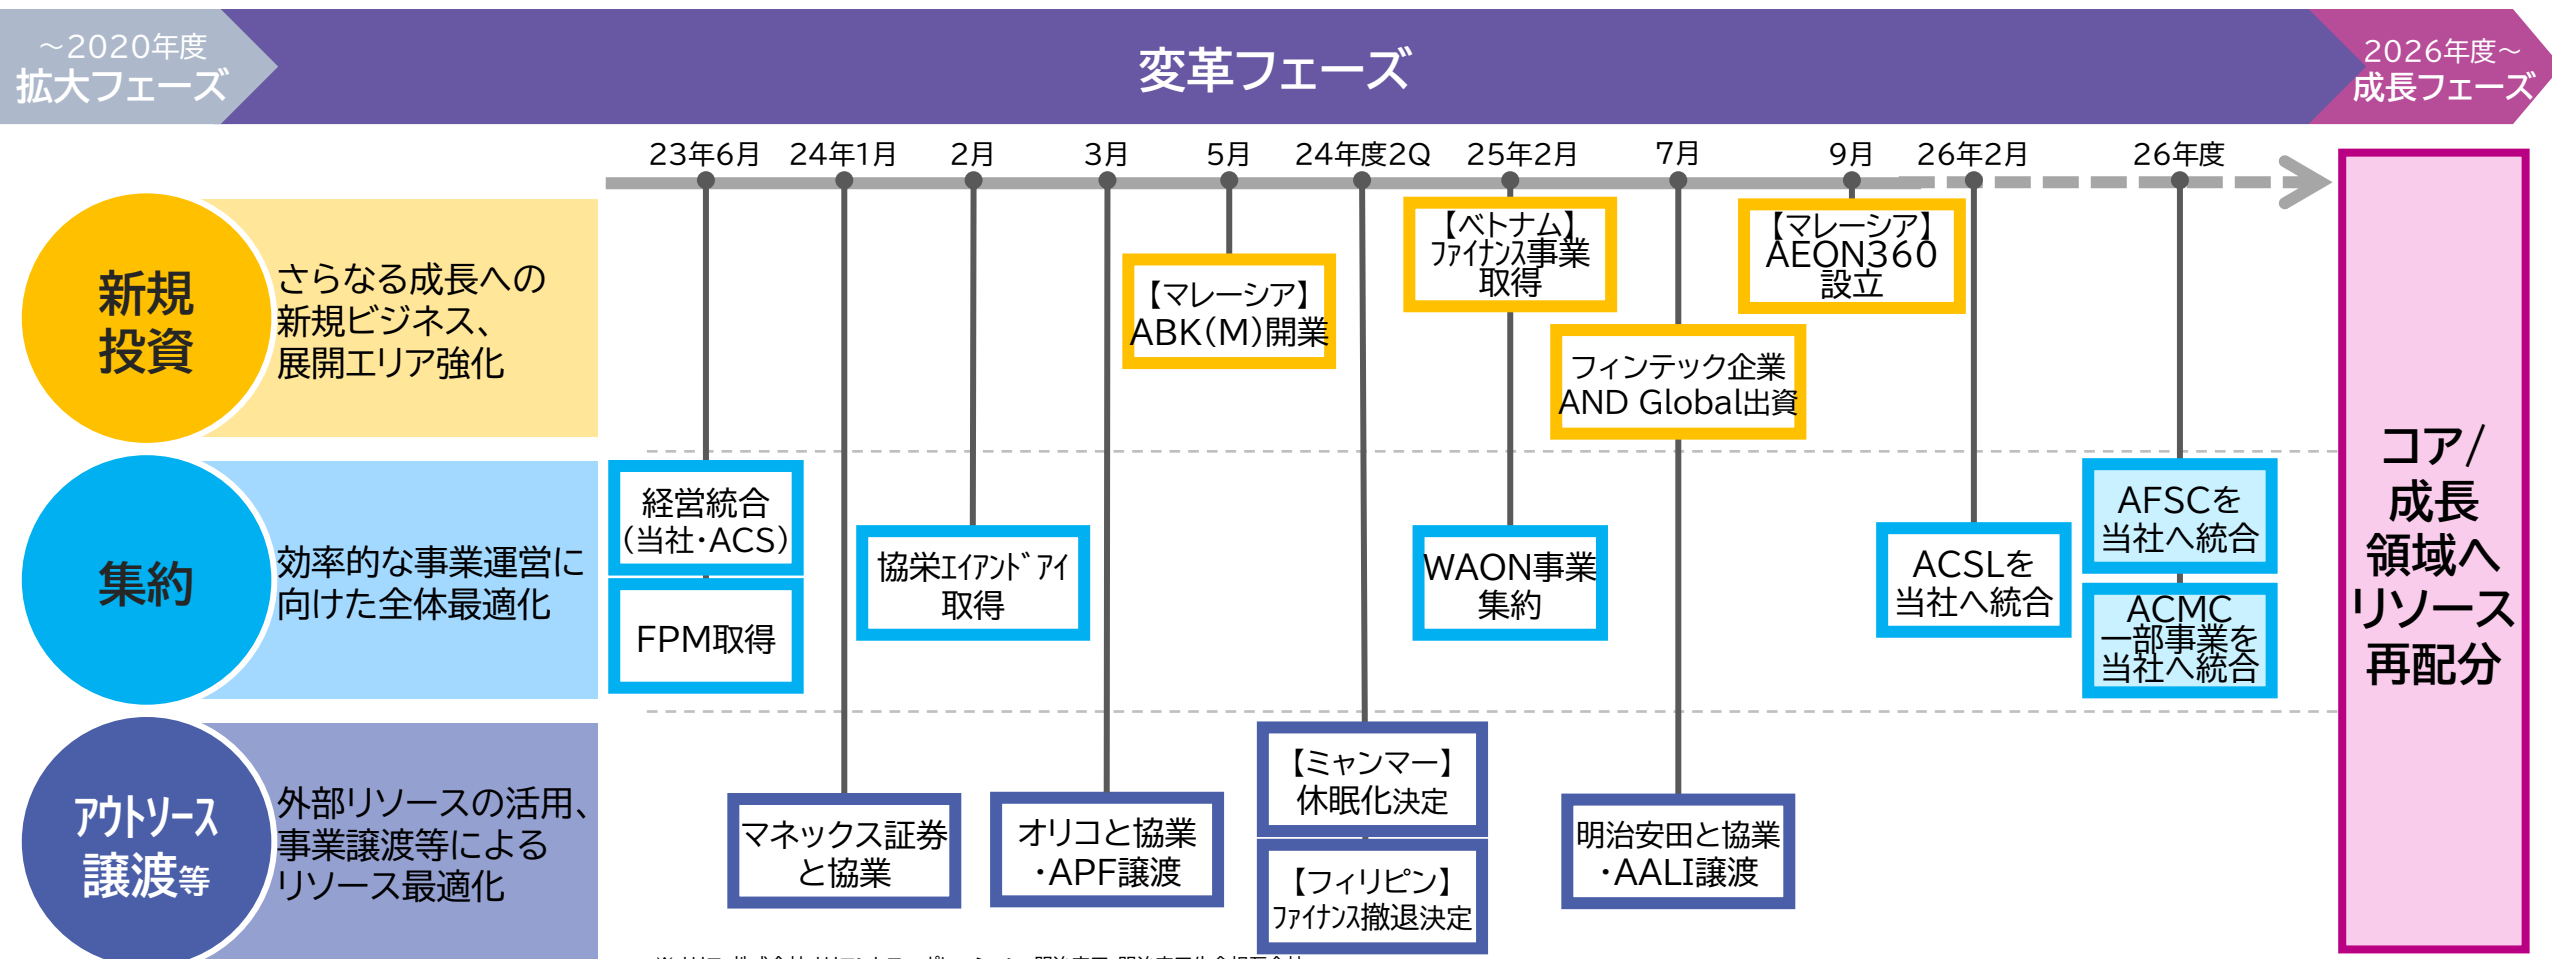 ～2020年度
拡大フェーズ
変革フェーズ
2026年度～
成長フェーズ
23年6月
24年1月
2月
3月
5月
24年度2Q
25年2月
7月
9月
26年2月
26年度
新規
投資
さらなる成長への
新規ビジネス、
展開エリア強化
【マレーシア】
ABK(M)開業
【ベトナム】
ﾌｧｲﾅﾝｽ事業
取得
フィンテック企業
AND Global出資
【マレーシア】
AEON360
設立
集約
効率的な事業運営に
向けた全体最適化
経営統合
(当社・ACS)
FPM取得
協栄ｴｲｱﾝﾄﾞｱｲ
取得
WAON事業
集約
ACSLを
当社へ統合
AFSCを
当社へ統合
ACMC
一部事業を
当社へ統合
ｱｳﾄｿｰｽ
譲渡等
外部リソースの活用、
事業譲渡等による
リソース最適化
マネックス証券
と協業
オリコと協業
・APF譲渡
【ミャンマー】
休眠化決定
【フィリピン】
ﾌｧｲﾅﾝｽ撤退決定
明治安田と協業
・AALI譲渡
コア/
成長
領域へ
リソース
再配分